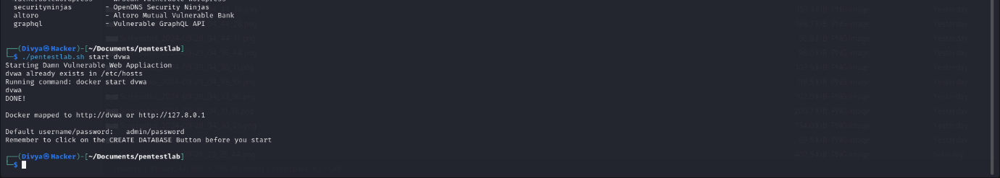 securityninjas - OpenDNS Security Ninjas
altoro - Altoro Mutual Vulnerable Bank
graphql - Vulnerable GraphQL API
┌──(Divya㉿Hacker)-[~/Documents/pentestlab]
└─$ ./pentestlab.sh start dvwa
Starting Damn Vulnerable Web Appliaction
dvwa already exists in /etc/hosts
Running command: docker start dvwa
dvwa
DONE!
Docker mapped to http://dvwa or http://127.8.0.1
Default username/password: admin/password
Remember to click on the CREATE DATABASE Button before you start
┌──(Divya㉿Hacker)-[~/Documents/pentestlab]
└─$